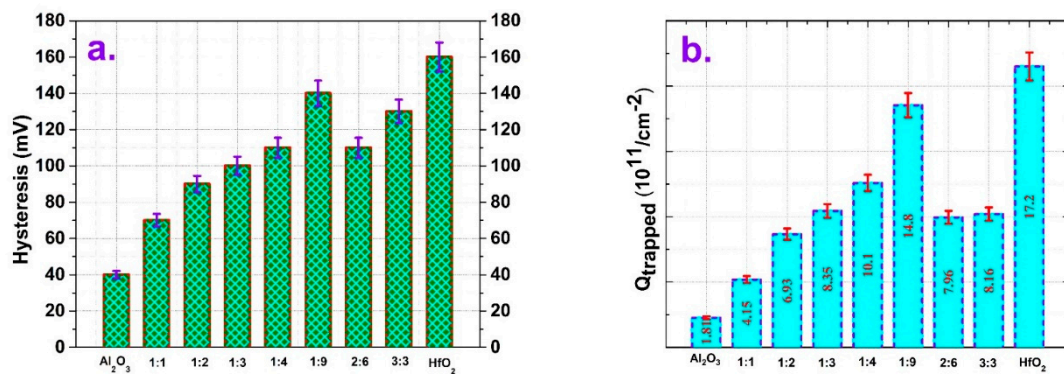 a.
Hysteresis (mV)
180
160
140
120
100
80
60
40
20
0
180
160
140
120
100
80
60
40
20
0
Al₂O₃ 1:1 1:2 1:3 1:4 1:9 2:6 3:3 HfO₂
b.
Qtrapped (10¹¹/cm⁻²)
1.81 4.15 6.93 8.35 10.1 14.8 7.96 8.16 17.2
Al₂O₃ 1:1 1:2 1:3 1:4 1:9 2:6 3:3 HfO₂